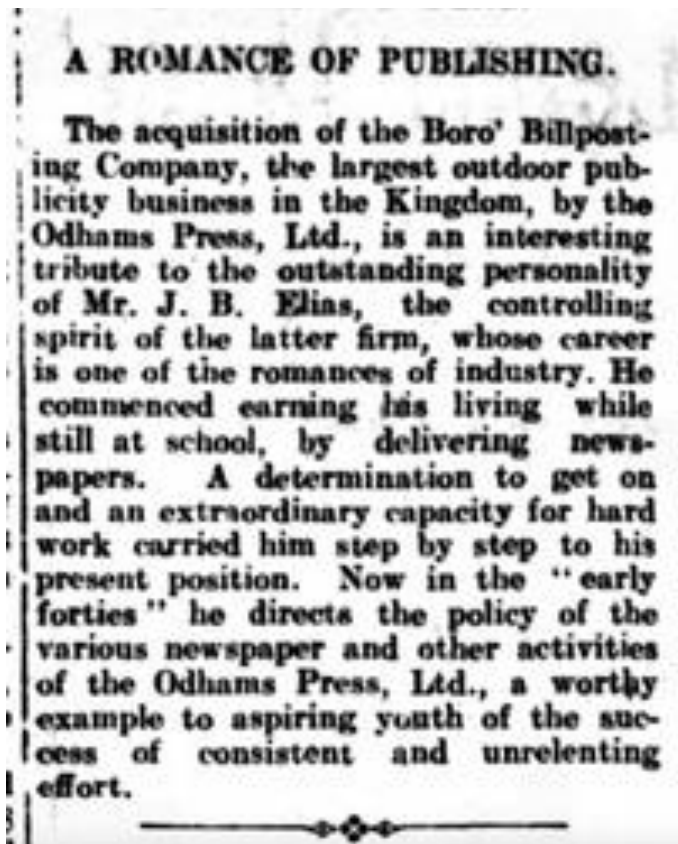 A ROMANCE OF PUBLISHING.
The acquisition of the Boro' Billpost-
ing Company, the largest outdoor pub-
licity business in the Kingdom, by the
Odhams Press, Ltd., is an interesting
tribute to the outstanding personality
of Mr. J. B. Elias, the controlling
spirit of the latter firm, whose career
is one of the romances of industry. He
commenced earning his living while
still at school, by delivering news-
papers. A determination to get on
and an extraordinary capacity for hard
work carried him step by step to his
present position. Now in the "early
forties" he directs the policy of the
various newspaper and other activities
of the Odhams Press, Ltd., a worthy
example to aspiring youth of the suc-
cess of consistent and unrelenting
effort.